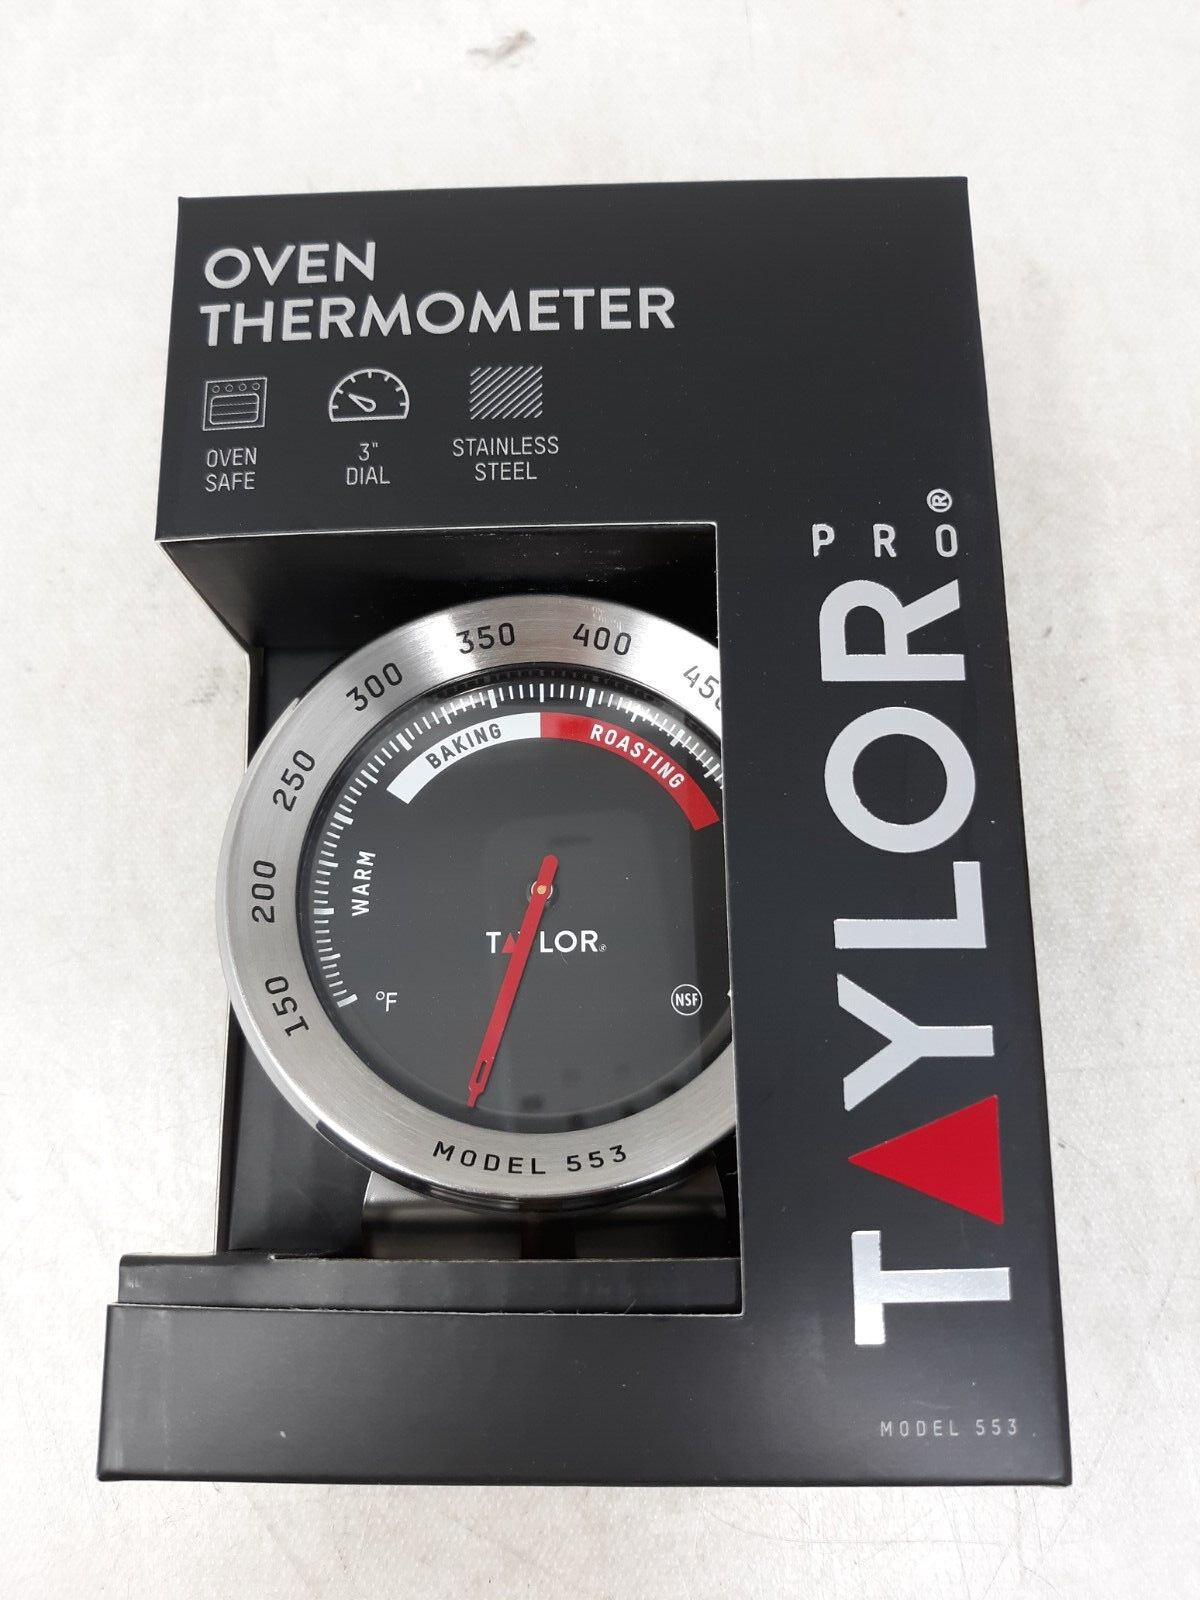 OVEN
THERMOMETER
OVEN
SAFE
3"
DIAL
STAINLESS
STEEL
PRO®
TAYLOR
150
200
250
300
350
400
WARM
BAKING
ROASTING
TAYLOR®
°F
NSF
MODEL 553
MODEL 553